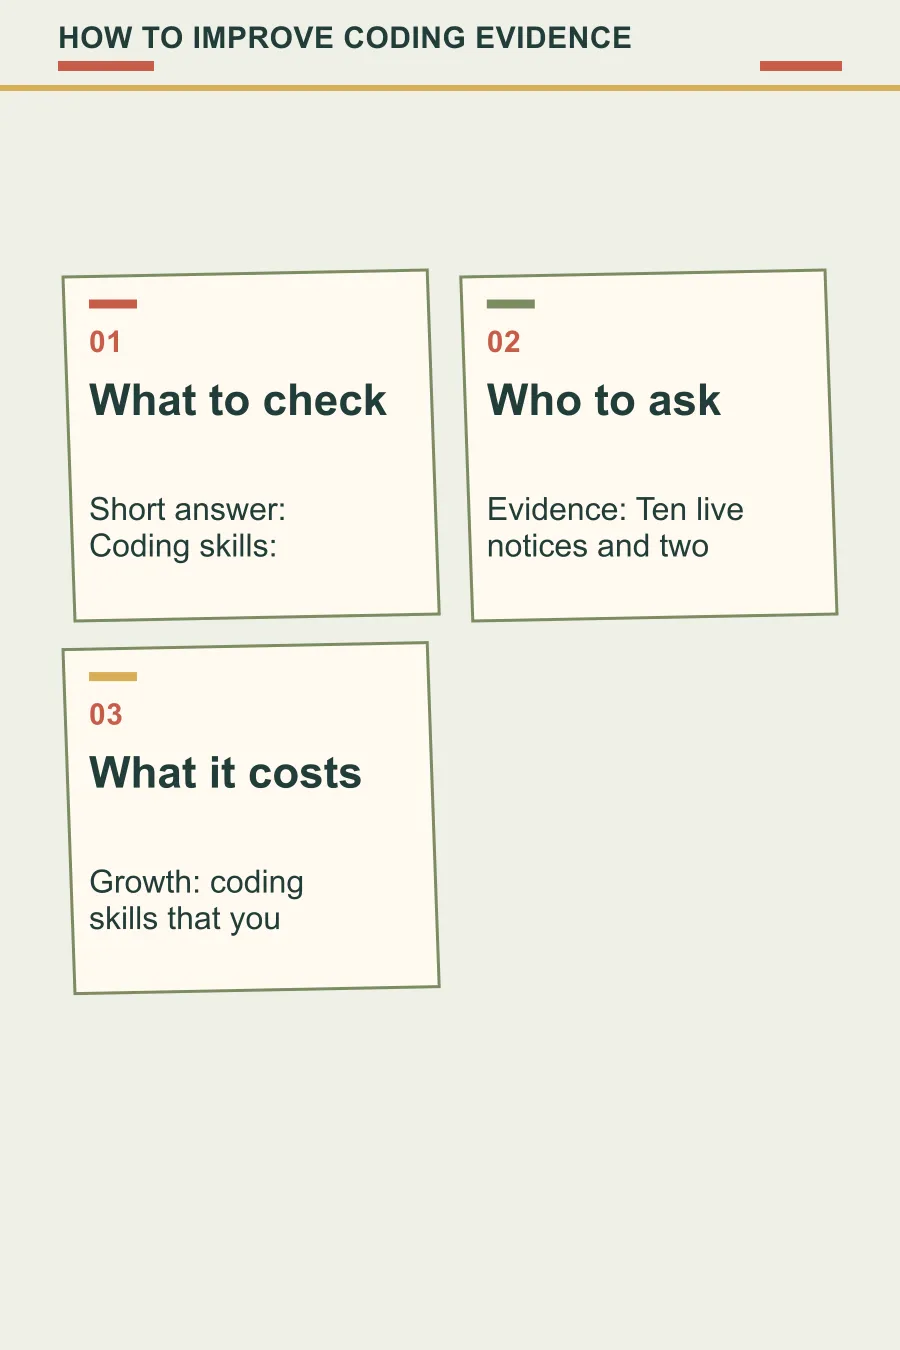 HOW TO IMPROVE CODING EVIDENCE
01
What to check
Short answer:
Coding skills:
02
Who to ask
Evidence: Ten live
notices and two
03
What it costs
Growth: coding
skills that you